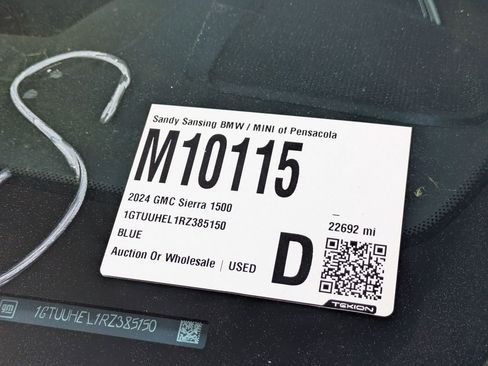 Sandy Sansing BMW / MINI of Pensacola
M10115
2024 GMC Sierra 1500
1GTUUHEL1RZ385150
22692 mi
BLUE
Auction Or Wholesale | USED
D
TEKION
GM 1GTUUHEL1RZ385150
S